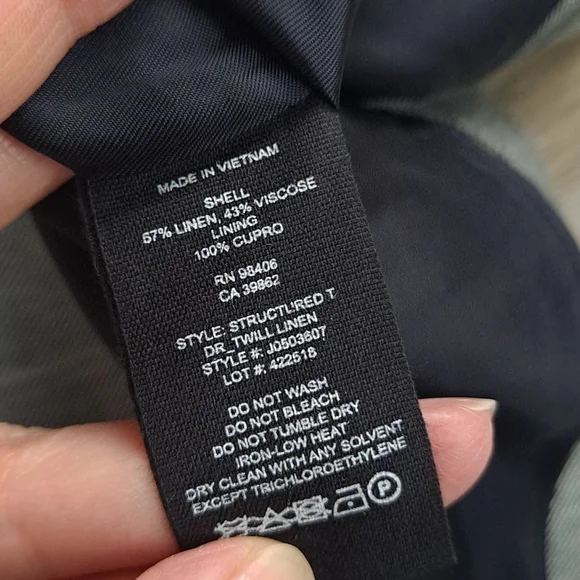 MADE IN VIETNAM
SHELL
57% LINEN, 43% VISCOSE
LINING
100% CUPRO
RN 98406
CA 39862
STYLE: STRUCTURED T
DR_TWILL LINEN
STYLE #: J0503607
LOT #: 422518
DO NOT WASH
DO NOT BLEACH
DO NOT TUMBLE DRY
IRON-LOW HEAT
DRY CLEAN WITH ANY SOLVENT
EXCEPT TRICHLOROETHYLENE
P